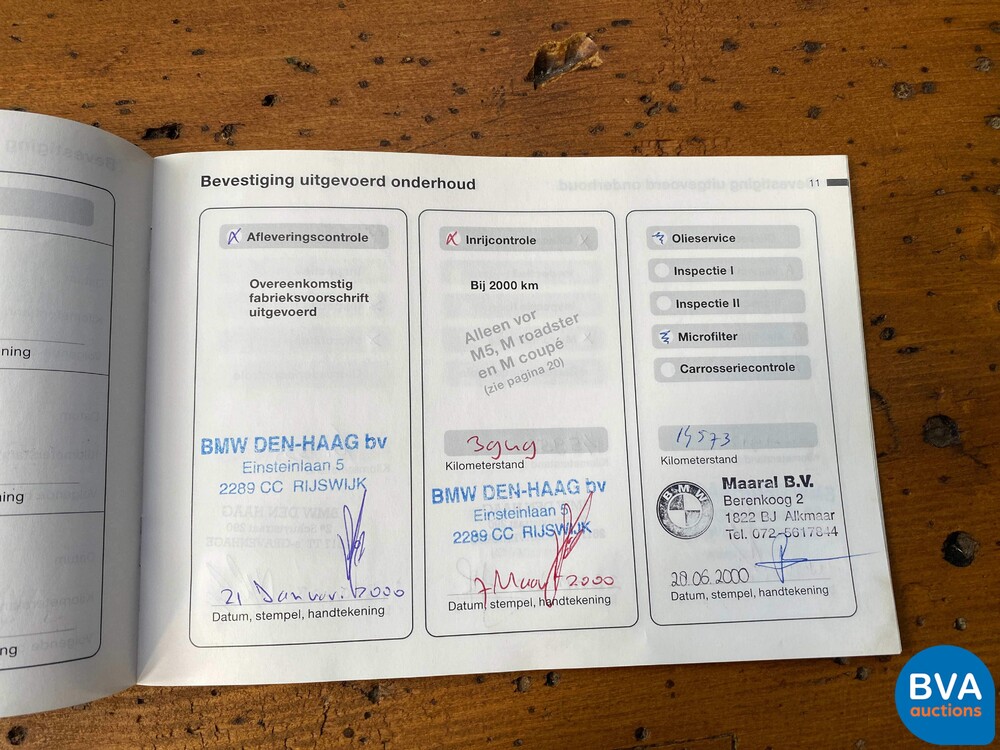 Bevestiging uitgevoerd onderhoud
11
Afleveringscontrole
Overeenkomstig
fabrieksvoorschrift
uitgevoerd
BMW DEN-HAAG bv
Einsteinlaan 5
2289 CC RIJSWIJK
21 Januari 2000
Datum, stempel, handtekening
Inrijcontrole
Bij 2000 km
Alleen vor
M5, M roadster
en M coupé
(zie pagina 20)
Kilometerstand
BMW DEN-HAAG bv
Einsteinlaan 5
2289 CC RIJSWIJK
7 Maart 2000
Datum, stempel, handtekening
Olieservice
Inspectie I
Inspectie II
Microfilter
Carrosseriecontrole
Kilometerstand
BMW
Maaral B.V.
Berenkoog 2
1822 BJ Alkmaar
Tel. 072-5617844
20.06.2000
Datum, stempel, handtekening
ning
ning
ng
BVA
auctions